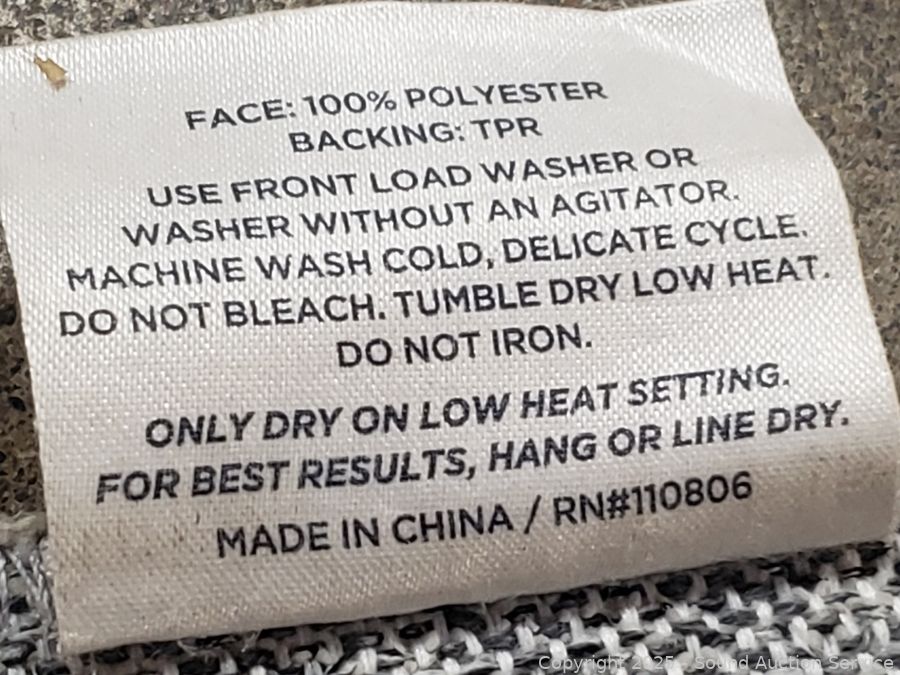 FACE: 100% POLYESTER
BACKING: TPR
USE FRONT LOAD WASHER OR
WASHER WITHOUT AN AGITATOR.
MACHINE WASH COLD, DELICATE CYCLE.
DO NOT BLEACH. TUMBLE DRY LOW HEAT.
DO NOT IRON.
ONLY DRY ON LOW HEAT SETTING.
FOR BEST RESULTS, HANG OR LINE DRY.
MADE IN CHINA / RN#110806
Copyright 2025 - Sound Auction Service